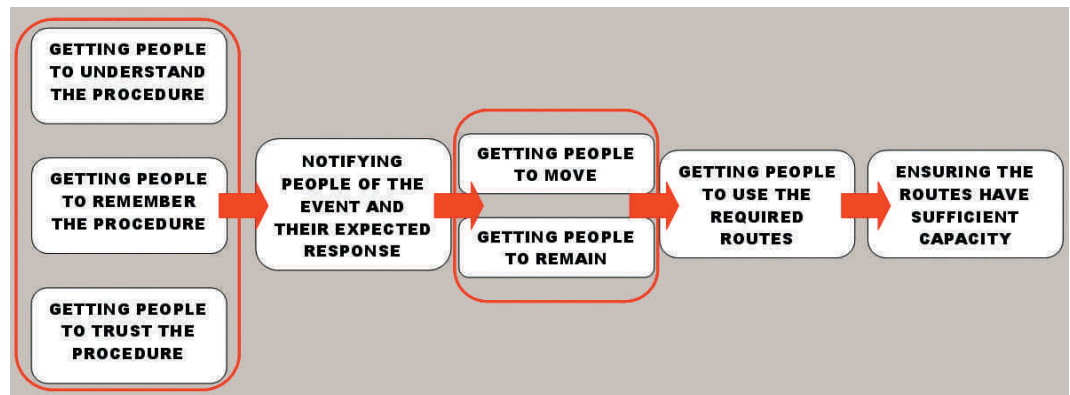 GETTING PEOPLE
TO UNDERSTAND
THE PROCEDURE
GETTING PEOPLE
TO REMEMBER
THE PROCEDURE
GETTING PEOPLE
TO TRUST THE
PROCEDURE
NOTIFYING
PEOPLE OF THE
EVENT AND
THEIR EXPECTED
RESPONSE
GETTING PEOPLE
TO MOVE
GETTING PEOPLE
TO REMAIN
GETTING PEOPLE
TO USE THE
REQUIRED
ROUTES
ENSURING THE
ROUTES HAVE
SUFFICIENT
CAPACITY